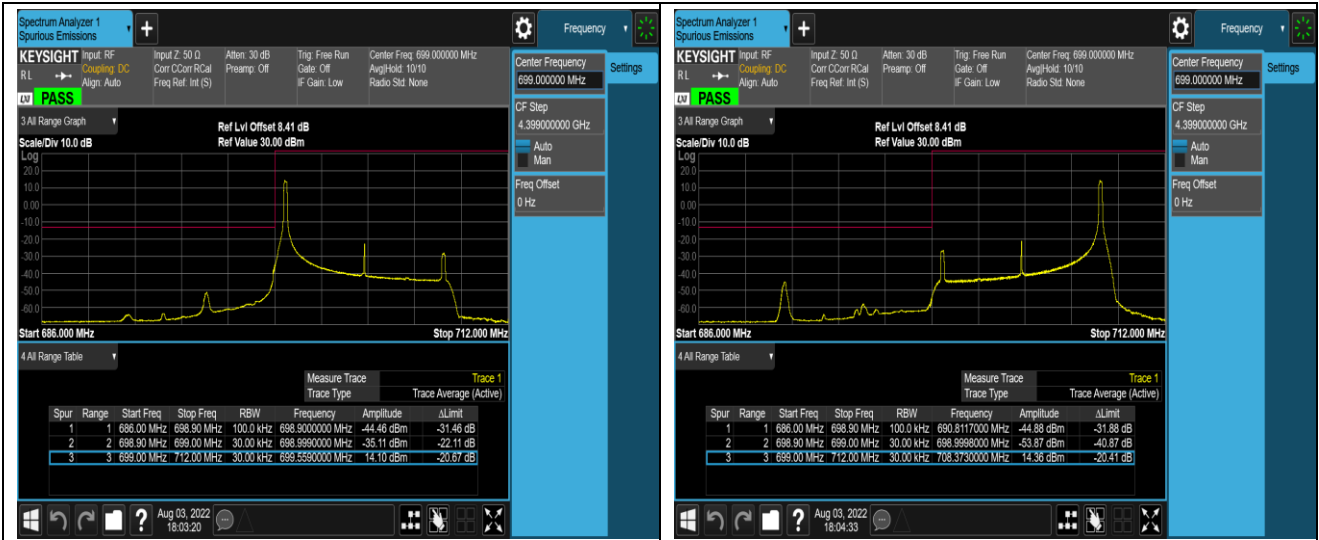 Spectrum Analyzer 1
Spurious Emissions
+
Frequency
KEYSIGHT Input: RF Input Z: 50 Ω Atten: 30 dB Trig: Free Run Center Freq: 699.000000 MHz
Coupling: DC Corr CCorr RCal Preamp: Off Gate: Off Avg|Hold: 10/10
RL Align: Auto Freq Ref: Int (S) IF Gain: Low Radio Std: None
LXI PASS
Center Frequency
699.000000 MHz
Settings
CF Step
4.399000000 GHz
Auto
Man
Freq Offset
0 Hz
3 All Range Graph
Ref Lvl Offset 8.41 dB
Scale/Div 10.0 dB Ref Value 30.00 dBm
Log
20.0
10.0
0.00
-10.0
-20.0
-30.0
-40.0
-50.0
-60.0
Start 686.000 MHz Stop 712.000 MHz
4 All Range Table
Measure Trace Trace 1
Trace Type Trace Average (Active)
Spur Range Start Freq Stop Freq RBW Frequency Amplitude ΔLimit
1 1 686.00 MHz 698.90 MHz 100.0 kHz 698.9000000 MHz -44.46 dBm -31.46 dB
2 2 698.90 MHz 699.00 MHz 30.00 kHz 698.9990000 MHz -35.11 dBm -22.11 dB
3 3 699.00 MHz 712.00 MHz 30.00 kHz 699.5590000 MHz 14.10 dBm -20.67 dB
?
Aug 03, 2022
18:03:20
Spectrum Analyzer 1
Spurious Emissions
+
Frequency
KEYSIGHT Input: RF Input Z: 50 Ω Atten: 30 dB Trig: Free Run Center Freq: 699.000000 MHz
Coupling: DC Corr CCorr RCal Preamp: Off Gate: Off Avg|Hold: 10/10
RL Align: Auto Freq Ref: Int (S) IF Gain: Low Radio Std: None
LXI PASS
Center Frequency
699.000000 MHz
Settings
CF Step
4.399000000 GHz
Auto
Man
Freq Offset
0 Hz
3 All Range Graph
Ref Lvl Offset 8.41 dB
Scale/Div 10.0 dB Ref Value 30.00 dBm
Log
20.0
10.0
0.00
-10.0
-20.0
-30.0
-40.0
-50.0
-60.0
Start 686.000 MHz Stop 712.000 MHz
4 All Range Table
Measure Trace Trace 1
Trace Type Trace Average (Active)
Spur Range Start Freq Stop Freq RBW Frequency Amplitude ΔLimit
1 1 686.00 MHz 698.90 MHz 100.0 kHz 690.8117000 MHz -44.88 dBm -31.88 dB
2 2 698.90 MHz 699.00 MHz 30.00 kHz 698.9998000 MHz -53.87 dBm -40.87 dB
3 3 699.00 MHz 712.00 MHz 30.00 kHz 708.3730000 MHz 14.36 dBm -20.41 dB
?
Aug 03, 2022
18:04:33